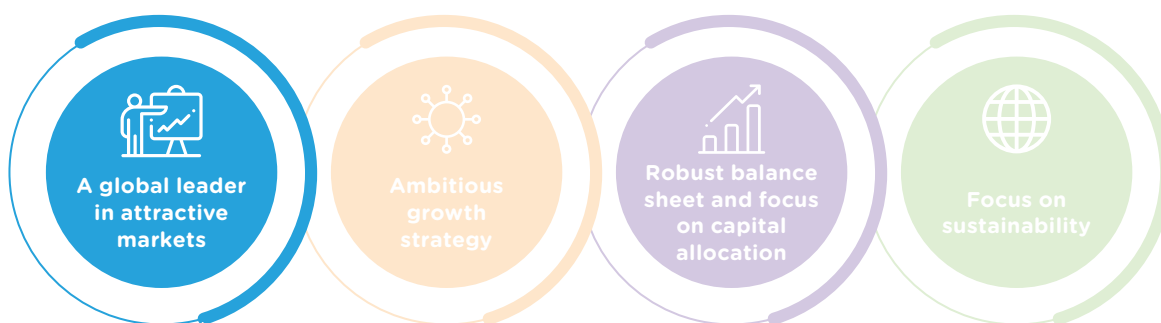 A global leader
in attractive
markets
Ambitious
growth
strategy
Robust balance
sheet and focus
on capital
allocation
Focus on
sustainability